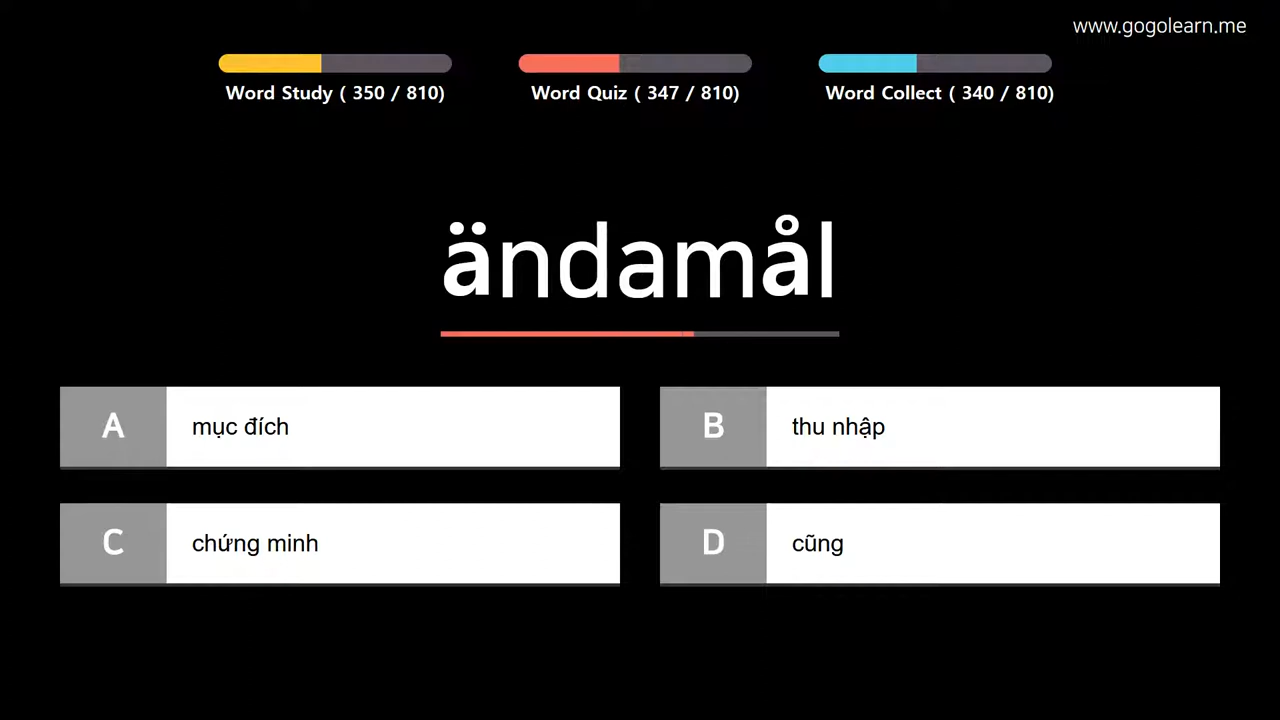 www.gogolearn.me
Word Study ( 350 / 810)
Word Quiz ( 347 / 810)
Word Collect ( 340 / 810)
ändamål
A mục đích
B thu nhập
C chứng minh
D cũng